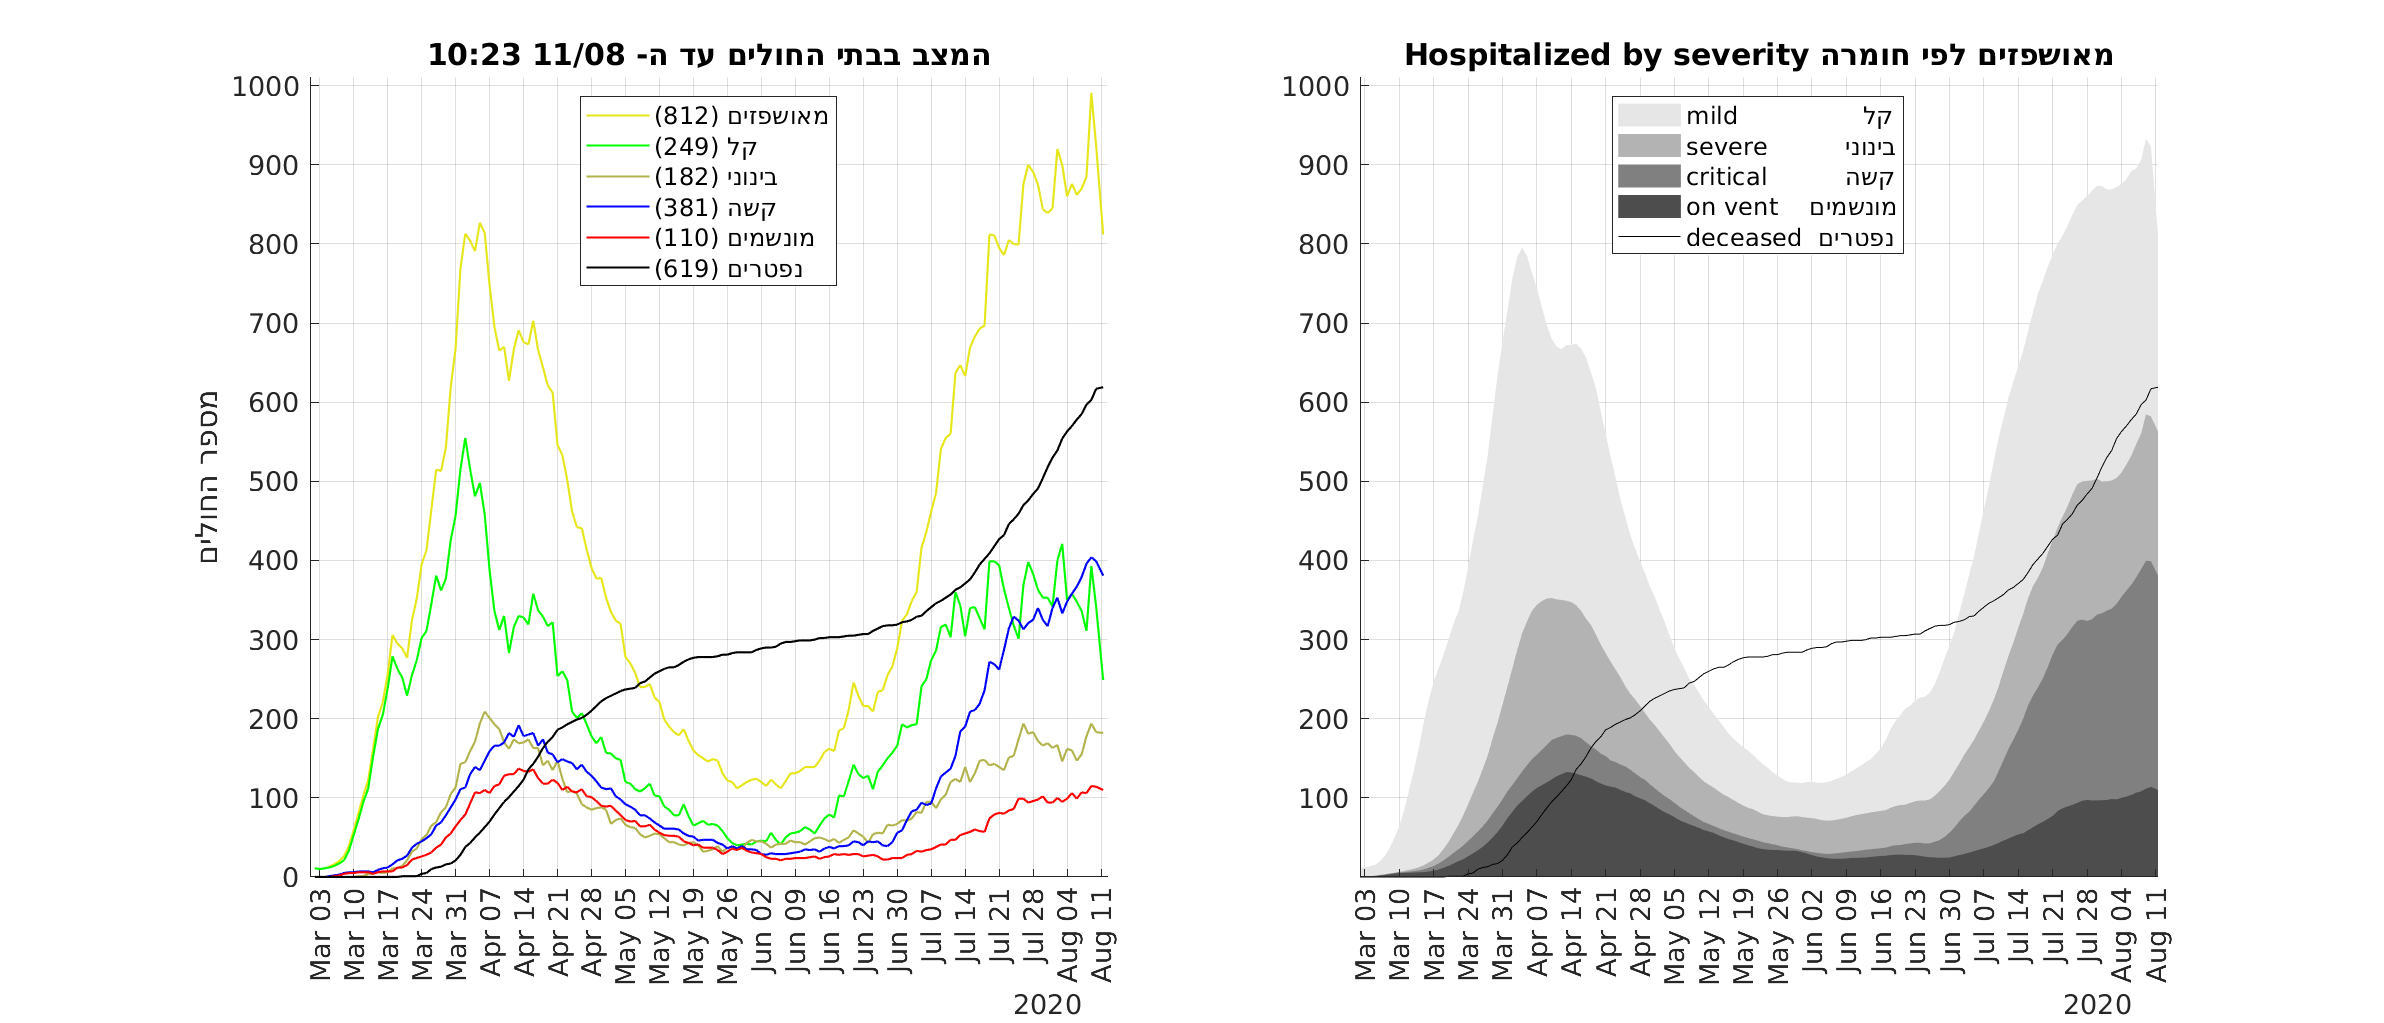 המצב בבתי החולים עד ה- 11/08 10:23
מספר החולים
1000
900
800
700
600
500
400
300
200
100
0
מאושפזים (812)
קל (249)
בינוני (182)
קשה (381)
מונשמים (110)
נפטרים (619)
Mar 03
Mar 10
Mar 17
Mar 24
Mar 31
Apr 07
Apr 14
Apr 21
Apr 28
May 05
May 12
May 19
May 26
Jun 02
Jun 09
Jun 16
Jun 23
Jun 30
Jul 07
Jul 14
Jul 21
Jul 28
Aug 04
Aug 11
2020
Hospitalized by severity מאושפזים לפי חומרה
1000
900
800
700
600
500
400
300
200
100
mild קל
severe בינוני
critical קשה
on vent מונשמים
deceased נפטרים
Mar 03
Mar 10
Mar 17
Mar 24
Mar 31
Apr 07
Apr 14
Apr 21
Apr 28
May 05
May 12
May 19
May 26
Jun 02
Jun 09
Jun 16
Jun 23
Jun 30
Jul 07
Jul 14
Jul 21
Jul 28
Aug 04
Aug 11
2020